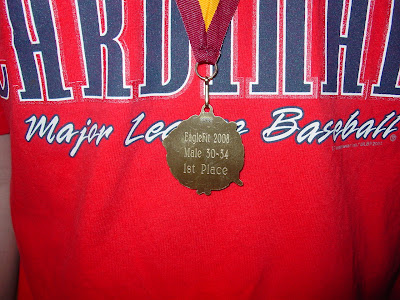 CARDINAL
Major League Baseball®
EagleFit 2008
Male 30-34
1st Place